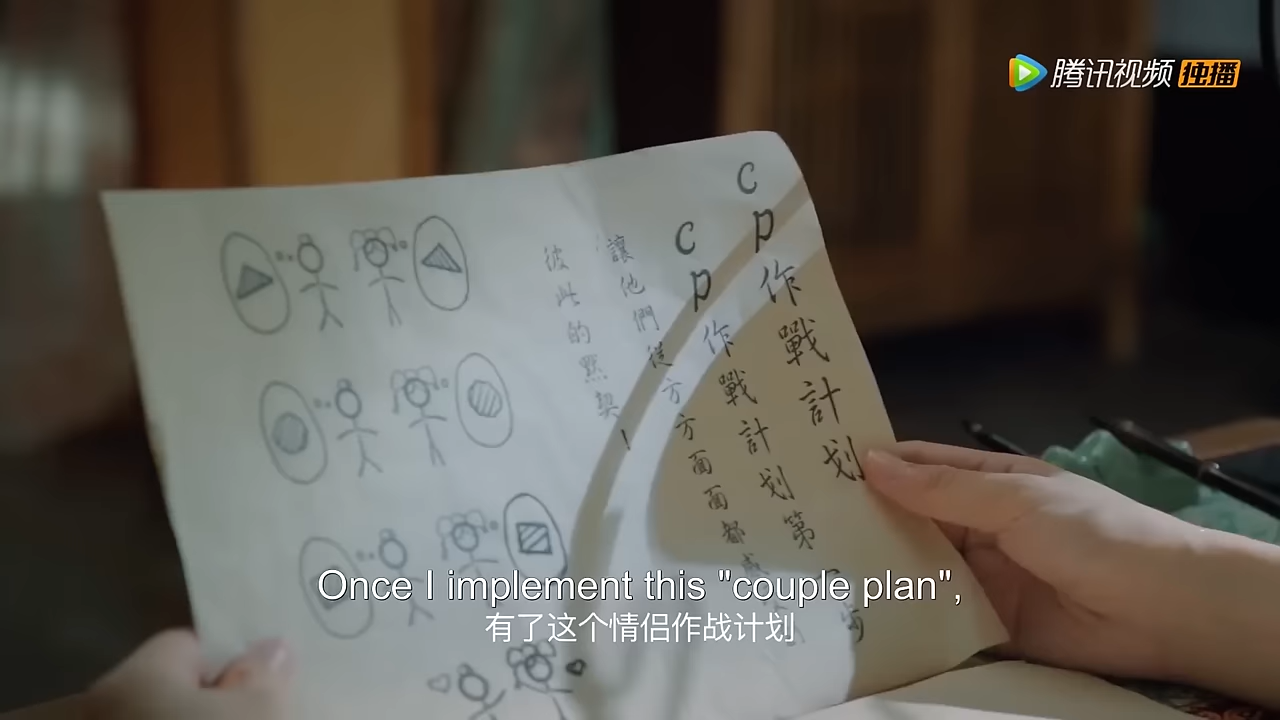 腾讯视频 独播
CP作戰計划
CP作戰計划第一步
讓他們從方方面面都
彼此的默契!
Once I implement this "couple plan",
有了这个情侣作战计划